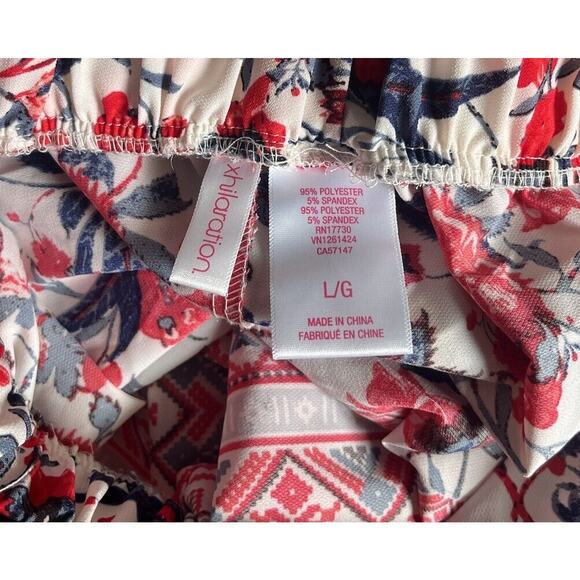 xhilaration.
95% POLYESTER
5% SPANDEX
95% POLYESTER
5% SPANDEX
RN17730
VN1261424
CA57147
L/G
MADE IN CHINA
FABRIQUÉ EN CHINE